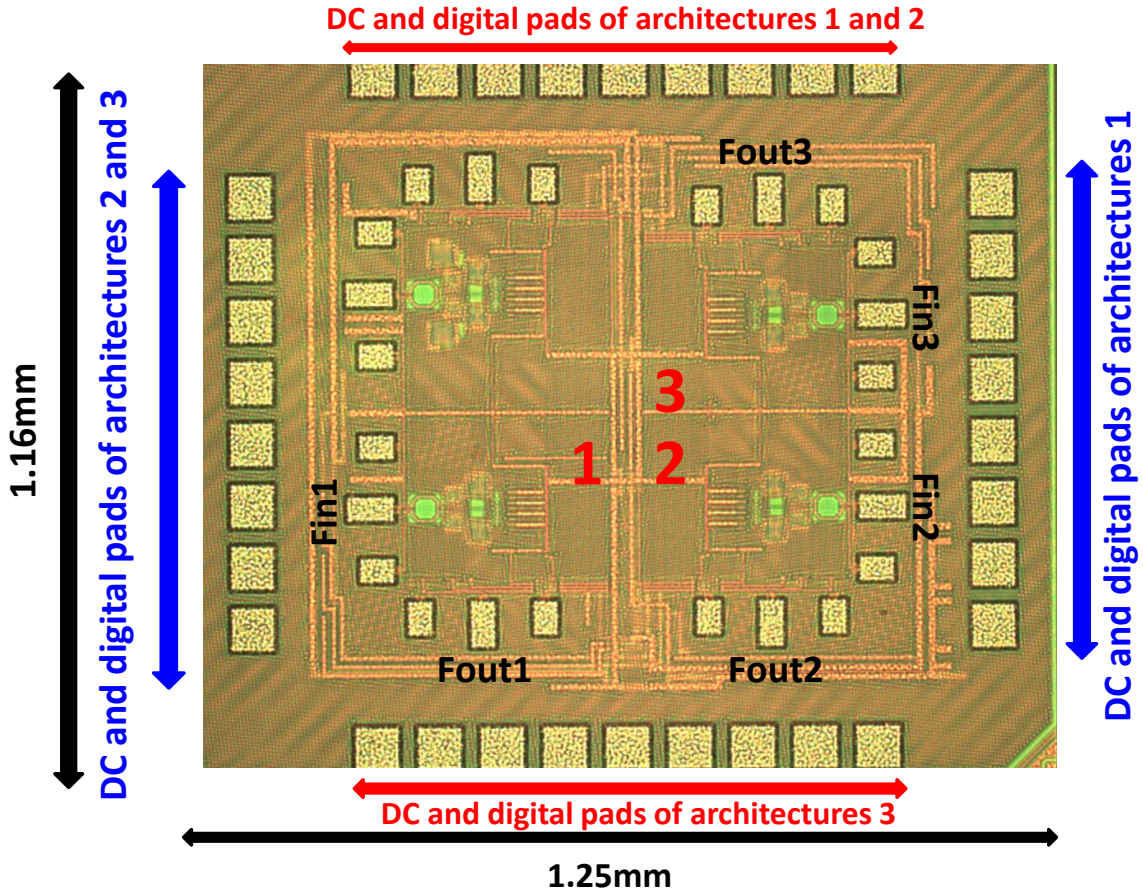 DC and digital pads of architectures 1 and 2
DC and digital pads of architectures 2 and 3
1.16mm
Fout3
Fin3
3
1
2
Fin1
Fin2
Fout1
Fout2
DC and digital pads of architectures 1
DC and digital pads of architectures 3
1.25mm